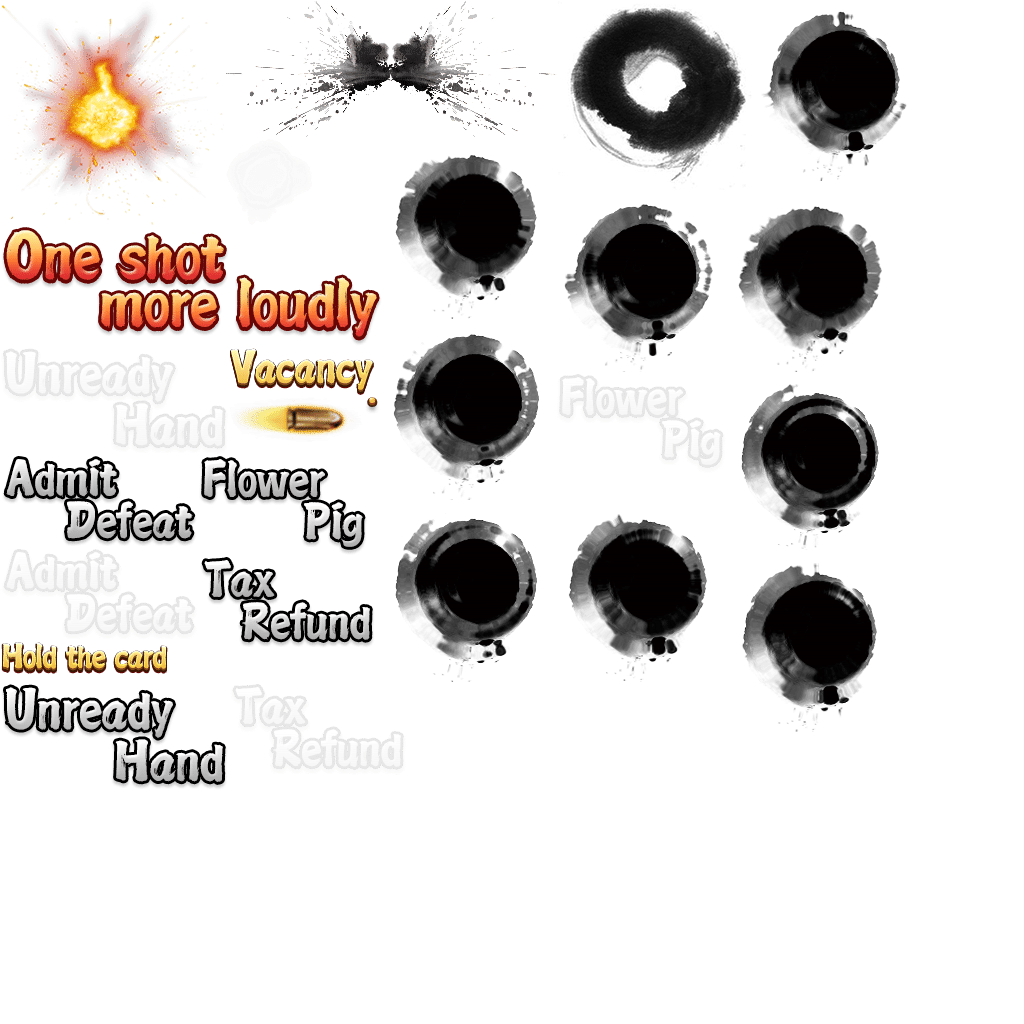 One shot
more loudly
Unready
Hand
Vacancy
Flower
Pig
Admit
Defeat
Flower
Pig
Admit
Defeat
Tax
Refund
Hold the card
Unready
Hand
Tax
Refund